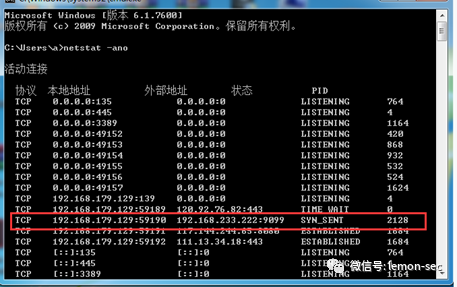 Microsoft Windows [版本 6.1.7600]
版权所有 (c) 2009 Microsoft Corporation。保留所有权利。
C:\Users\a>netstat -ano
活动连接
协议 本地地址 外部地址 状态 PID
TCP 0.0.0.0:135 0.0.0.0:0 LISTENING 764
TCP 0.0.0.0:445 0.0.0.0:0 LISTENING 4
TCP 0.0.0.0:3389 0.0.0.0:0 LISTENING 1164
TCP 0.0.0.0:49152 0.0.0.0:0 LISTENING 420
TCP 0.0.0.0:49153 0.0.0.0:0 LISTENING 868
TCP 0.0.0.0:49154 0.0.0.0:0 LISTENING 932
TCP 0.0.0.0:49155 0.0.0.0:0 LISTENING 532
TCP 0.0.0.0:49156 0.0.0.0:0 LISTENING 524
TCP 0.0.0.0:49157 0.0.0.0:0 LISTENING 1624
TCP 192.168.179.129:139 0.0.0.0:0 LISTENING 4
TCP 192.168.179.129:59189 120.92.76.82:443 TIME_WAIT 0
TCP 192.168.179.129:59190 192.168.233.222:9099 SYN_SENT 2128
TCP 192.168.179.129:59191 117.144.244.65:8080 ESTABLISHED 1684
TCP 192.168.179.129:59192 111.13.34.18:443 ESTABLISHED 1684
TCP [::]:135 [::]:0 LISTENING 764
TCP [::]:445 [::]:0 LISTENING
TCP [::]:3389 [::]:0 LISTENING 1164
微信号: lemon-sec